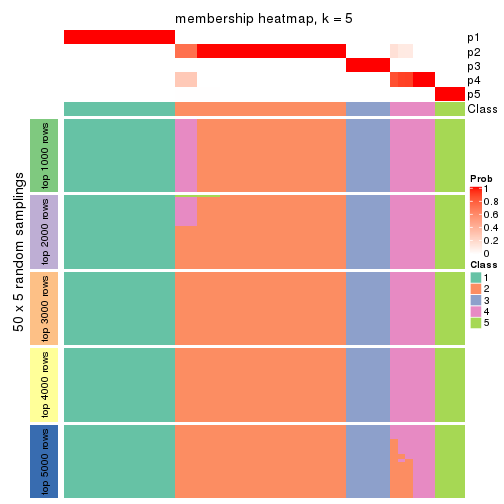 membership heatmap, k = 5
p1
p2
p3
p4
p5
Class
50 x 5 random samplings
top 1000 rows
top 2000 rows
top 3000 rows
top 4000 rows
top 5000 rows
Prob
1
0.8
0.6
0.4
0.2
0
Class
1
2
3
4
5